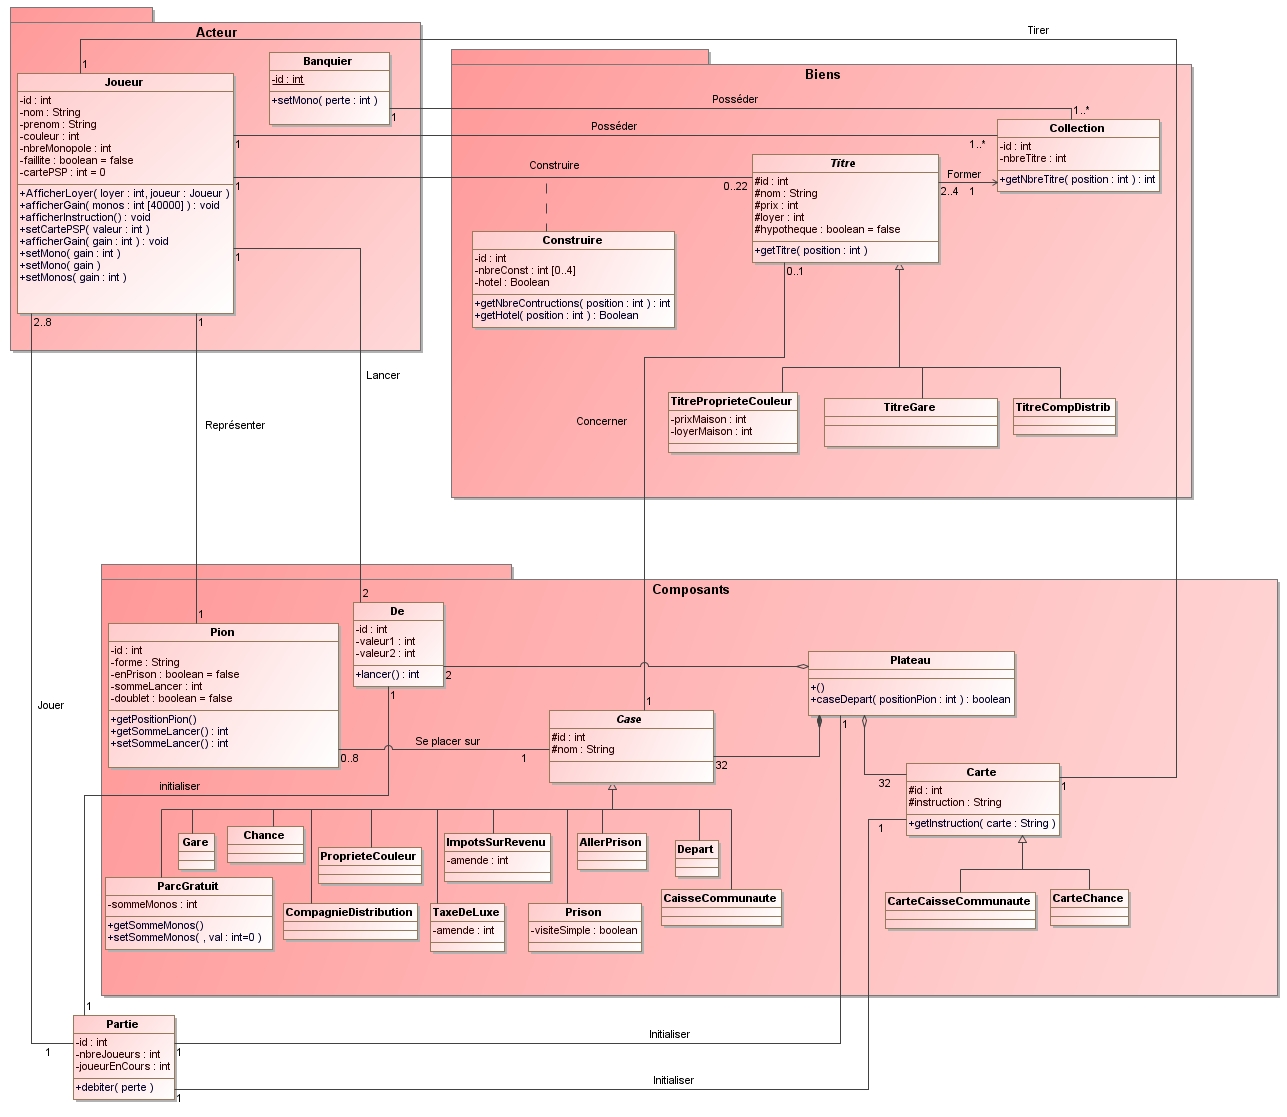 Acteur
Tirer
1
Joueur
-id : int
-nom : String
-prenom : String
-couleur : int
-nbreMonopole : int
-faillite : boolean = false
-cartePSP : int = 0
+AfficherLoyer( loyer : int, joueur : Joueur )
+afficherGain( monos : int [40000] ) : void
+afficherInstruction() : void
+setCartePSP( valeur : int )
+afficherGain( gain : int ) : void
+setMono( gain : int )
+setMono( gain )
+setMonos( gain : int )
Banquier
-id : int
+setMono( perte : int )
1
1
1
1
2..8
1
Biens
Posséder
1..*
Posséder
1..*
Collection
-id : int
-nbreTitre : int
+getNbreTitre( position : int ) : int
Construire
0..22
Titre
#id : int
#nom : String
#prix : int
#loyer : int
#hypotheque : boolean = false
+getTitre( position : int )
Former
2..4
1
Construire
-id : int
-nbreConst : int [0..4]
-hotel : Boolean
+getNbreContructions( position : int ) : int
+getHotel( position : int ) : Boolean
0..1
TitreProprieteCouleur
-prixMaison : int
-loyerMaison : int
TitreGare
TitreCompDistrib
Lancer
Représenter
Concerner
Composants
2
1
De
-id : int
-valeur1 : int
-valeur2 : int
+lancer() : int
2
1
Pion
-id : int
-forme : String
-enPrison : boolean = false
-sommeLancer : int
-doublet : boolean = false
+getPositionPion()
+getSommeLancer() : int
+setSommeLancer() : int
0..8
Se placer sur
1
1
Case
#id : int
#nom : String
32
Plateau
+()
+caseDepart( positionPion : int ) : boolean
1
32
Carte
#id : int
#instruction : String
+getInstruction( carte : String )
1
1
Jouer
initialiser
Gare
Chance
ProprieteCouleur
ImpotsSurRevenu
-amende : int
AllerPrison
Depart
ParcGratuit
-sommeMonos : int
+getSommeMonos()
+setSommeMonos( , val : int=0 )
CompagnieDistribution
TaxeDeLuxe
-amende : int
Prison
-visiteSimple : boolean
CaisseCommunaute
CarteCaisseCommunaute
CarteChance
1
Partie
-id : int
-nbreJoueurs : int
-joueurEnCours : int
+debiter( perte )
1
1
1
Initialiser
Initialiser